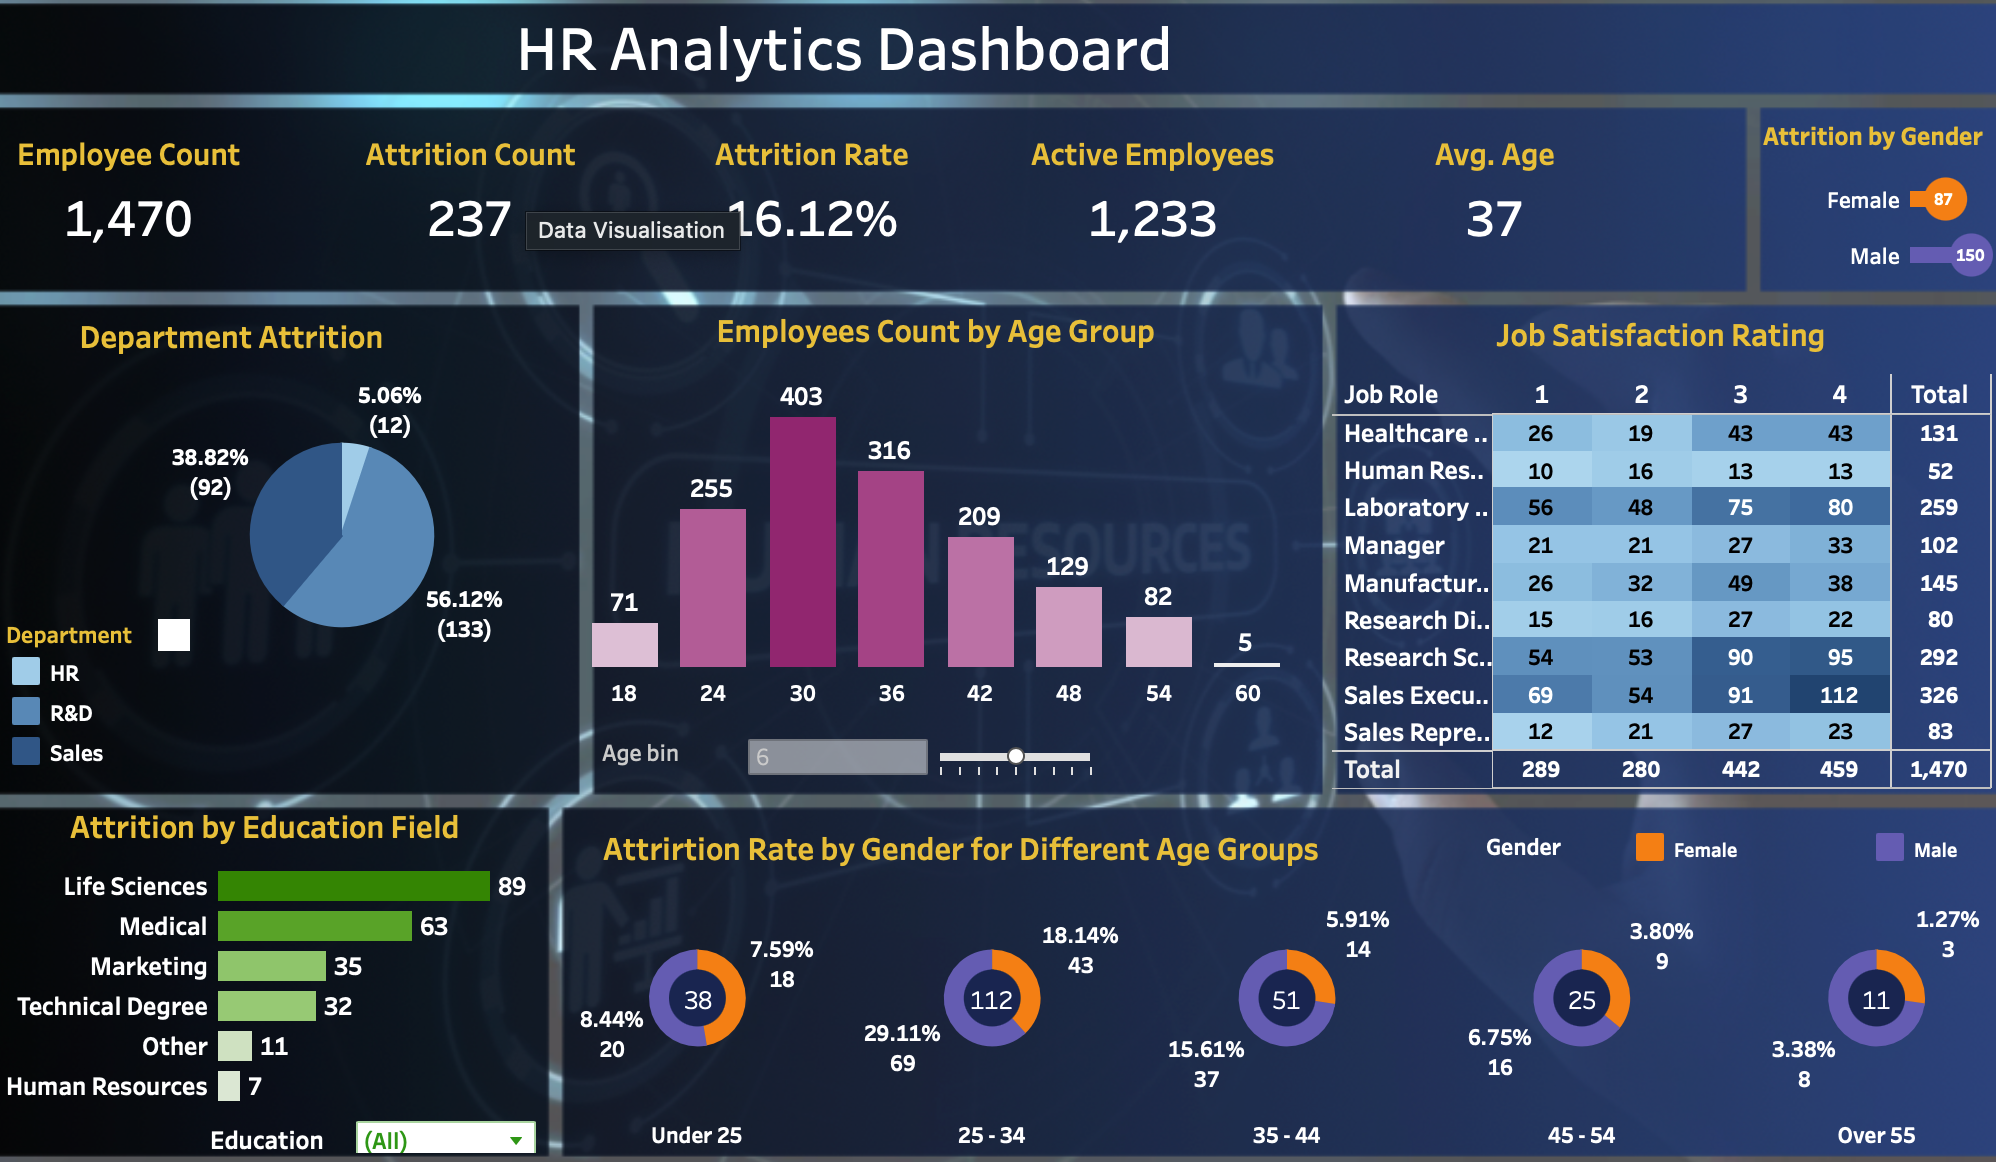 HR Analytics Dashboard
Employee Count
1,470
Attrition Count
237
Data Visualisation
Attrition Rate
16.12%
Active Employees
1,233
Avg. Age
37
Attrition by Gender
Female 87
Male 150
Department Attrition
5.06%
(12)
38.82%
(92)
56.12%
(133)
Department
HR
R&D
Sales
Employees Count by Age Group
71 255 403 316 209 129 82 5
18 24 30 36 42 48 54 60
Age bin 6
HUMAN RESOURCES
Job Satisfaction Rating
Job Role 1 2 3 4 Total
Healthcare .. 26 19 43 43 131
Human Res.. 10 16 13 13 52
Laboratory .. 56 48 75 80 259
Manager 21 21 27 33 102
Manufactur.. 26 32 49 38 145
Research Di.. 15 16 27 22 80
Research Sc.. 54 53 90 95 292
Sales Execu.. 69 54 91 112 326
Sales Repre.. 12 21 27 23 83
Total 289 280 442 459 1,470
Attrition by Education Field
Life Sciences 89
Medical 63
Marketing 35
Technical Degree 32
Other 11
Human Resources 7
Education (All)
Attrirtion Rate by Gender for Different Age Groups
Gender Female Male
7.59%
18
38
8.44%
20
Under 25
18.14%
43
112
29.11%
69
25 - 34
5.91%
14
51
15.61%
37
35 - 44
3.80%
9
25
6.75%
16
45 - 54
1.27%
3
11
3.38%
8
Over 55